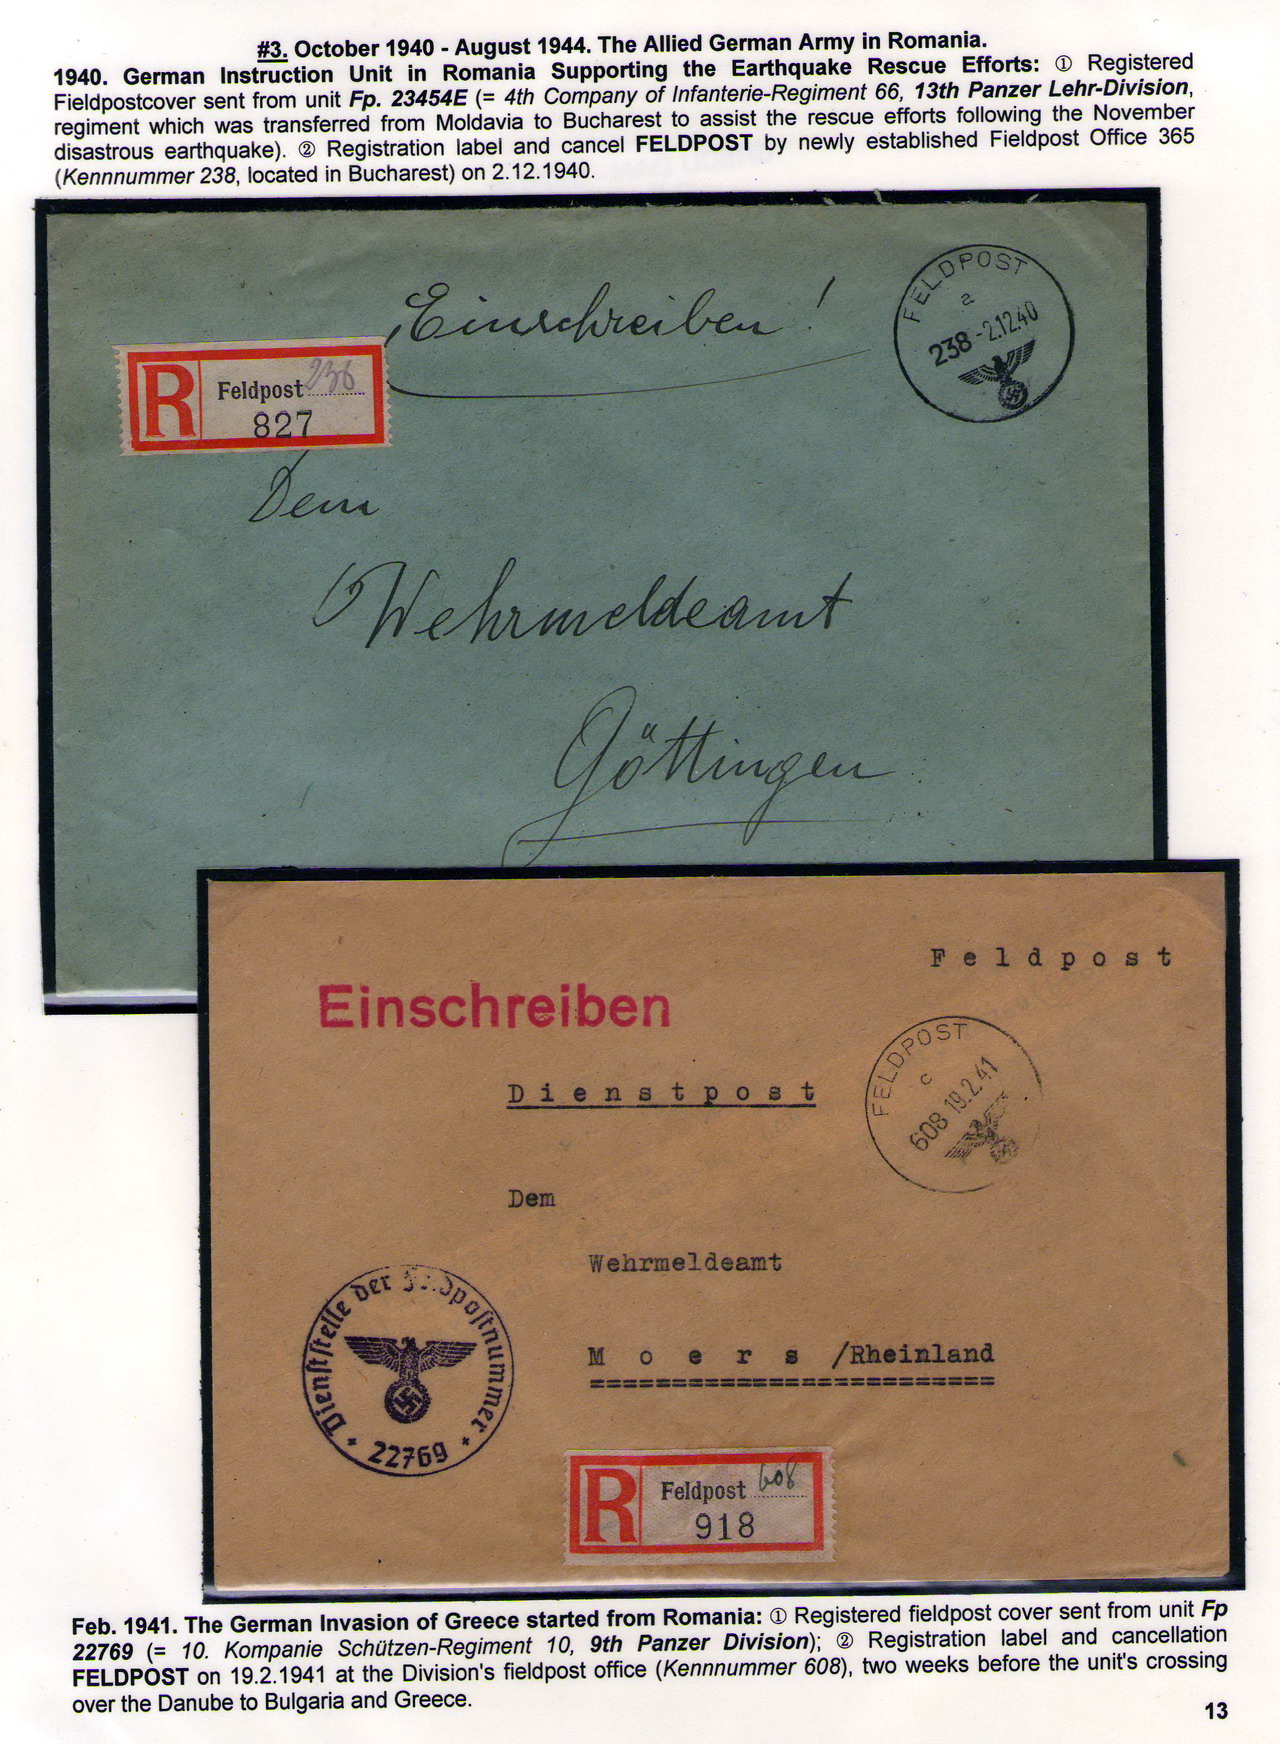 #3. October 1940 - August 1944. The Allied German Army in Romania.
1940. German Instruction Unit in Romania Supporting the Earthquake Rescue Efforts: ① Registered
Fieldpostcover sent from unit Fp. 23454E (= 4th Company of Infanterie-Regiment 66, 13th Panzer Lehr-Division,
regiment which was transferred from Moldavia to Bucharest to assist the rescue efforts following the November
disastrous earthquake). ② Registration label and cancel FELDPOST by newly established Fieldpost Office 365
(Kennnummer 238, located in Bucharest) on 2.12.1940.
FELDPOST
a
238 -2.12.40
Einschreiben!
R
Feldpost 238
827
Dem
Wehrmeldeamt
Göttingen
Feldpost
Einschreiben
FELDPOST
c
608 19.2.41
Dienstpost
Dem
Wehrmeldeamt
Dienststelle der Feldpostnummer
22769
Moers/Rheinland
=========================
R
Feldpost 608
918
Feb. 1941. The German Invasion of Greece started from Romania: ① Registered fieldpost cover sent from unit Fp
22769 (= 10. Kompanie Schützen-Regiment 10, 9th Panzer Division); ② Registration label and cancellation
FELDPOST on 19.2.1941 at the Division's fieldpost office (Kennnummer 608), two weeks before the unit's crossing
over the Danube to Bulgaria and Greece.
13